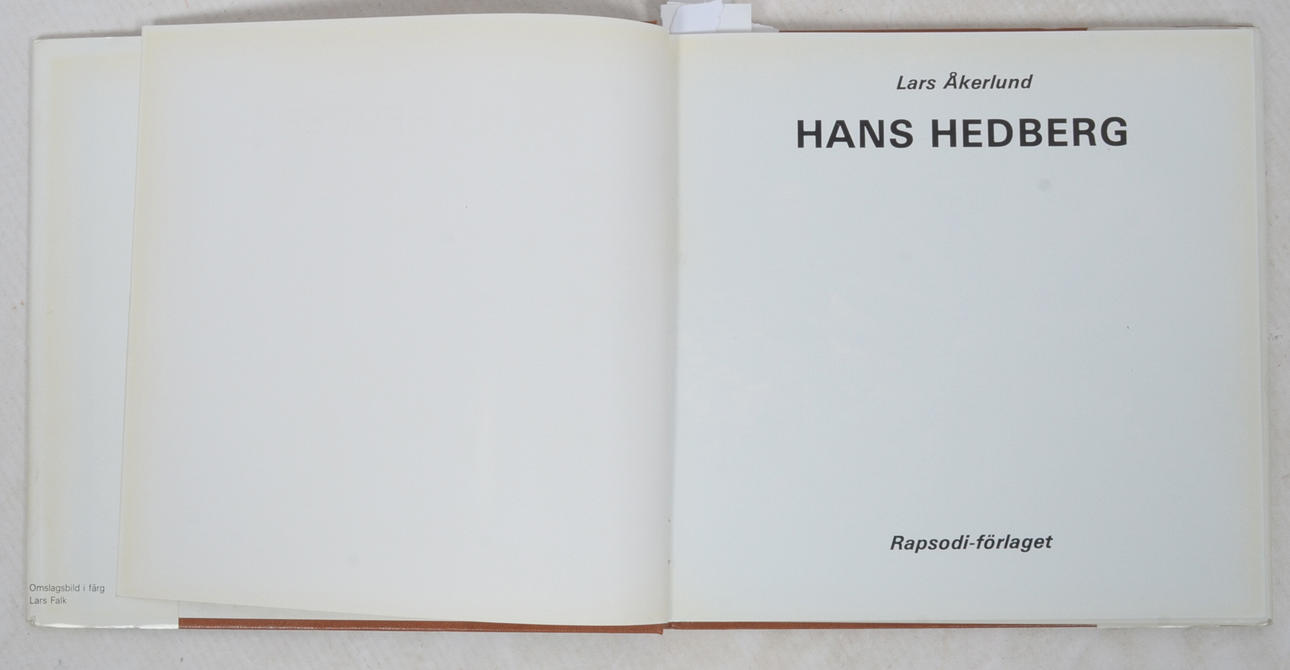 Omslagsbild i färg
Lars Falk
Lars Åkerlund
HANS HEDBERG
Rapsodi-förlaget